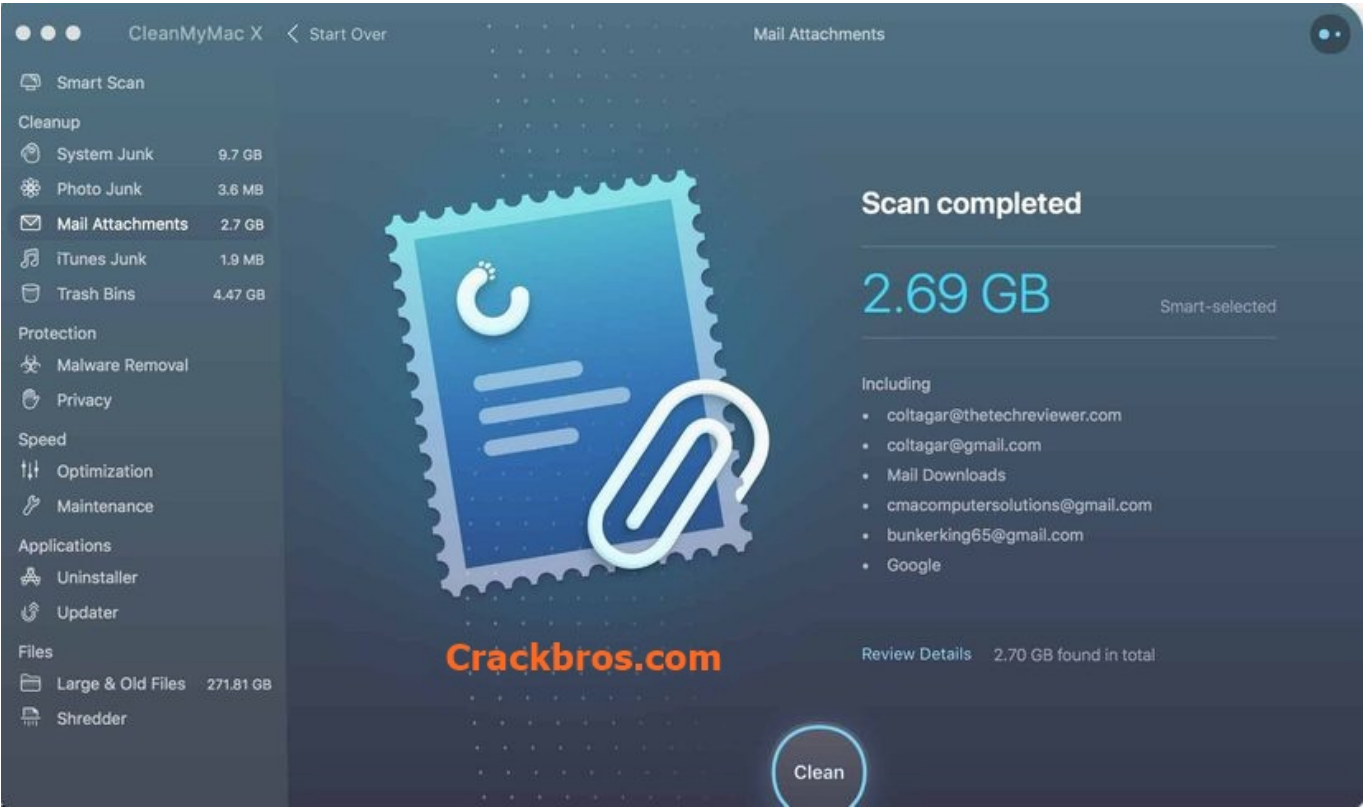 CleanMyMac X
Start Over
Mail Attachments
Smart Scan
Cleanup
System Junk 9.7 GB
Photo Junk 3.6 MB
Mail Attachments 2.7 GB
iTunes Junk 1.9 MB
Trash Bins 4.47 GB
Protection
Malware Removal
Privacy
Speed
Optimization
Maintenance
Applications
Uninstaller
Updater
Files
Large & Old Files 271.81 GB
Shredder
Crackbros.com
Scan completed
2.69 GB Smart-selected
Including
• coltagar@thetechreviewer.com
• coltagar@gmail.com
• Mail Downloads
• cmacomputersolutions@gmail.com
• bunkerking65@gmail.com
• Google
Review Details 2.70 GB found in total
Clean